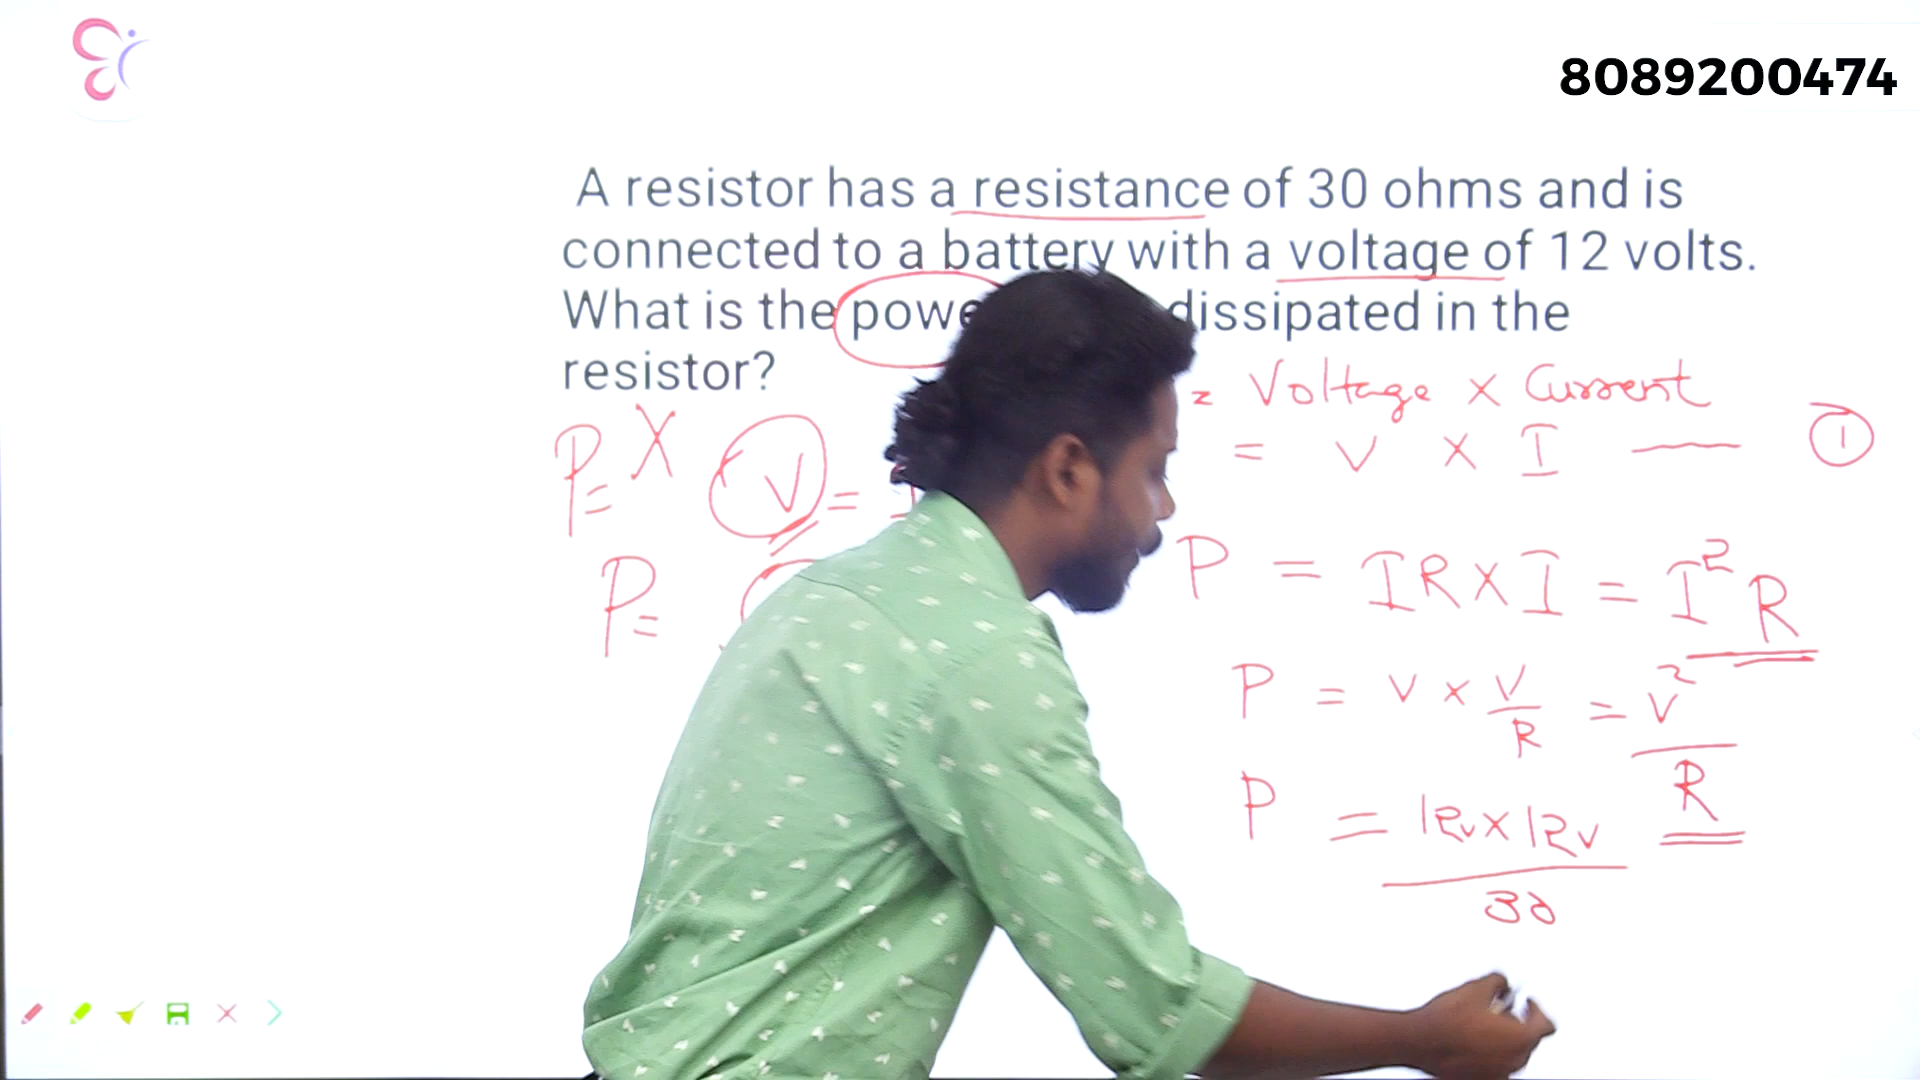 8089200474
A resistor has a resistance of 30 ohms and is
connected to a battery with a voltage of 12 volts.
What is the dissipated in the
resistor?
= Voltage × Current
= V × I — 1
P = X V =
P = IR × I = I²R
P =
P = V × V/R = V²/R
P = 12v × 12v
30